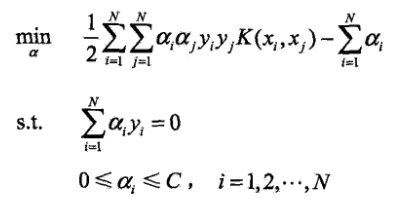 min_α 1/2 ∑_{i=1}^{N} ∑_{j=1}^{N} α_i α_j y_i y_j K(x_i, x_j) − ∑_{i=1}^{N} α_i
s.t. ∑_{i=1}^{N} α_i y_i = 0
0 ≤ α_i ≤ C， i = 1,2,⋯,N